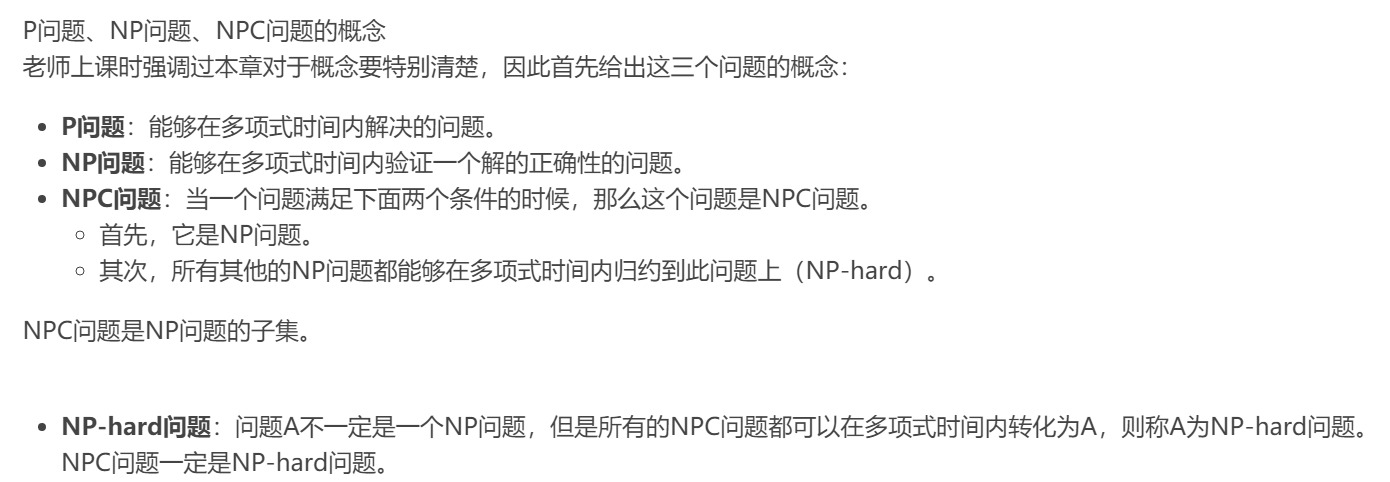 P问题、NP问题、NPC问题的概念
老师上课时强调过本章对于概念要特别清楚，因此首先给出这三个问题的概念：
• P问题：能够在多项式时间内解决的问题。
• NP问题：能够在多项式时间内验证一个解的正确性的问题。
• NPC问题：当一个问题满足下面两个条件的时候，那么这个问题是NPC问题。
○ 首先，它是NP问题。
○ 其次，所有其他的NP问题都能够在多项式时间内归约到此问题上（NP-hard）。
NPC问题是NP问题的子集。
• NP-hard问题：问题A不一定是一个NP问题，但是所有的NPC问题都可以在多项式时间内转化为A，则称A为NP-hard问题。
NPC问题一定是NP-hard问题。